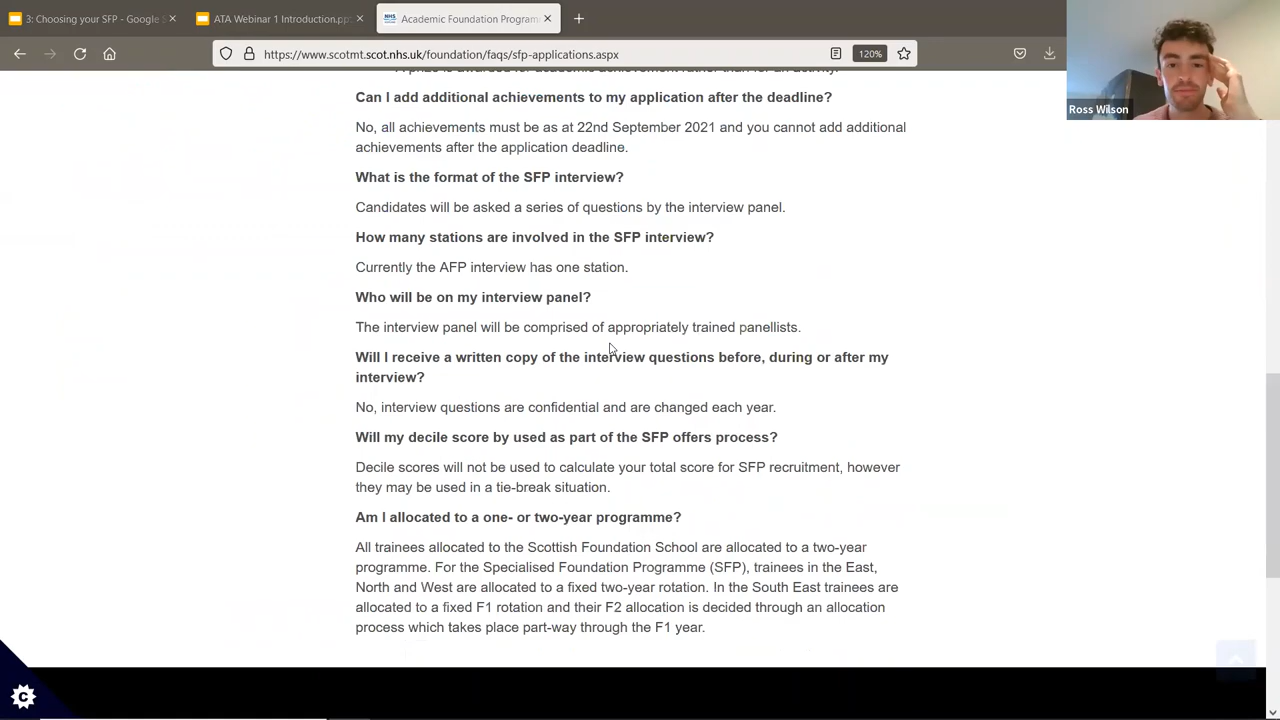 3: Choosing your SFP - Google S
ATA Webinar 1 Introduction.pp
Academic Foundation Program
https://www.scotmt.scot.nhs.uk/foundation/faqs/sfp-applications.aspx
120%
Ross Wilson
A prize is awarded for academic achievement rather than for an activity.
Can I add additional achievements to my application after the deadline?
No, all achievements must be as at 22nd September 2021 and you cannot add additional
achievements after the application deadline.
What is the format of the SFP interview?
Candidates will be asked a series of questions by the interview panel.
How many stations are involved in the SFP interview?
Currently the AFP interview has one station.
Who will be on my interview panel?
The interview panel will be comprised of appropriately trained panellists.
Will I receive a written copy of the interview questions before, during or after my
interview?
No, interview questions are confidential and are changed each year.
Will my decile score by used as part of the SFP offers process?
Decile scores will not be used to calculate your total score for SFP recruitment, however
they may be used in a tie-break situation.
Am I allocated to a one- or two-year programme?
All trainees allocated to the Scottish Foundation School are allocated to a two-year
programme. For the Specialised Foundation Programme (SFP), trainees in the East,
North and West are allocated to a fixed two-year rotation. In the South East trainees are
allocated to a fixed F1 rotation and their F2 allocation is decided through an allocation
process which takes place part-way through the F1 year.
C